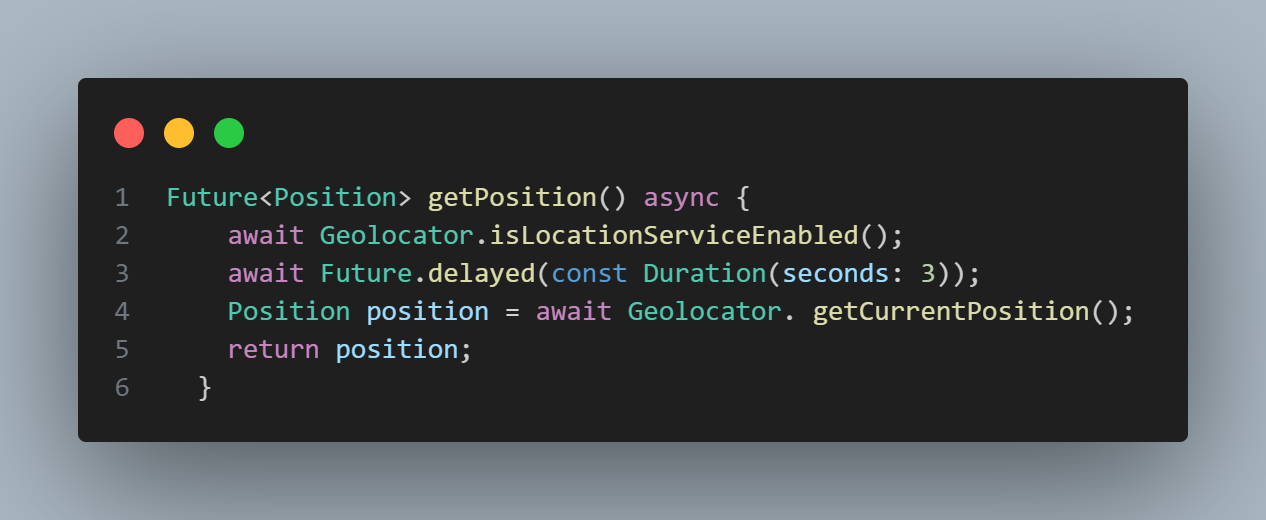 1 Future<Position> getPosition() async {
2 await Geolocator.isLocationServiceEnabled();
3 await Future.delayed(const Duration(seconds: 3));
4 Position position = await Geolocator. getCurrentPosition();
5 return position;
6 }